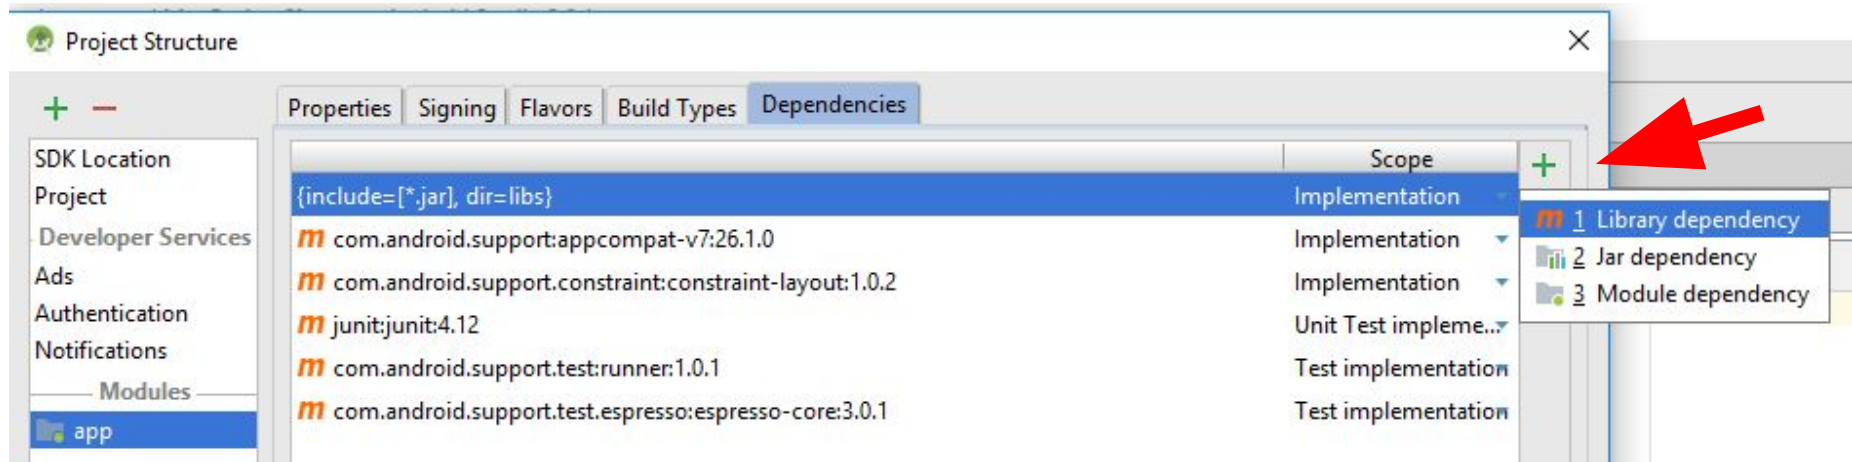 Project Structure
Properties Signing Flavors Build Types Dependencies
SDK Location
Project
Developer Services
Ads
Authentication
Notifications
Modules
app
Scope
{include=[*.jar], dir=libs} Implementation
m com.android.support:appcompat-v7:26.1.0 Implementation
m com.android.support.constraint:constraint-layout:1.0.2 Implementation
m junit:junit:4.12 Unit Test impleme...
m com.android.support.test:runner:1.0.1 Test implementation
m com.android.support.test.espresso:espresso-core:3.0.1 Test implementation
m 1 Library dependency
2 Jar dependency
3 Module dependency